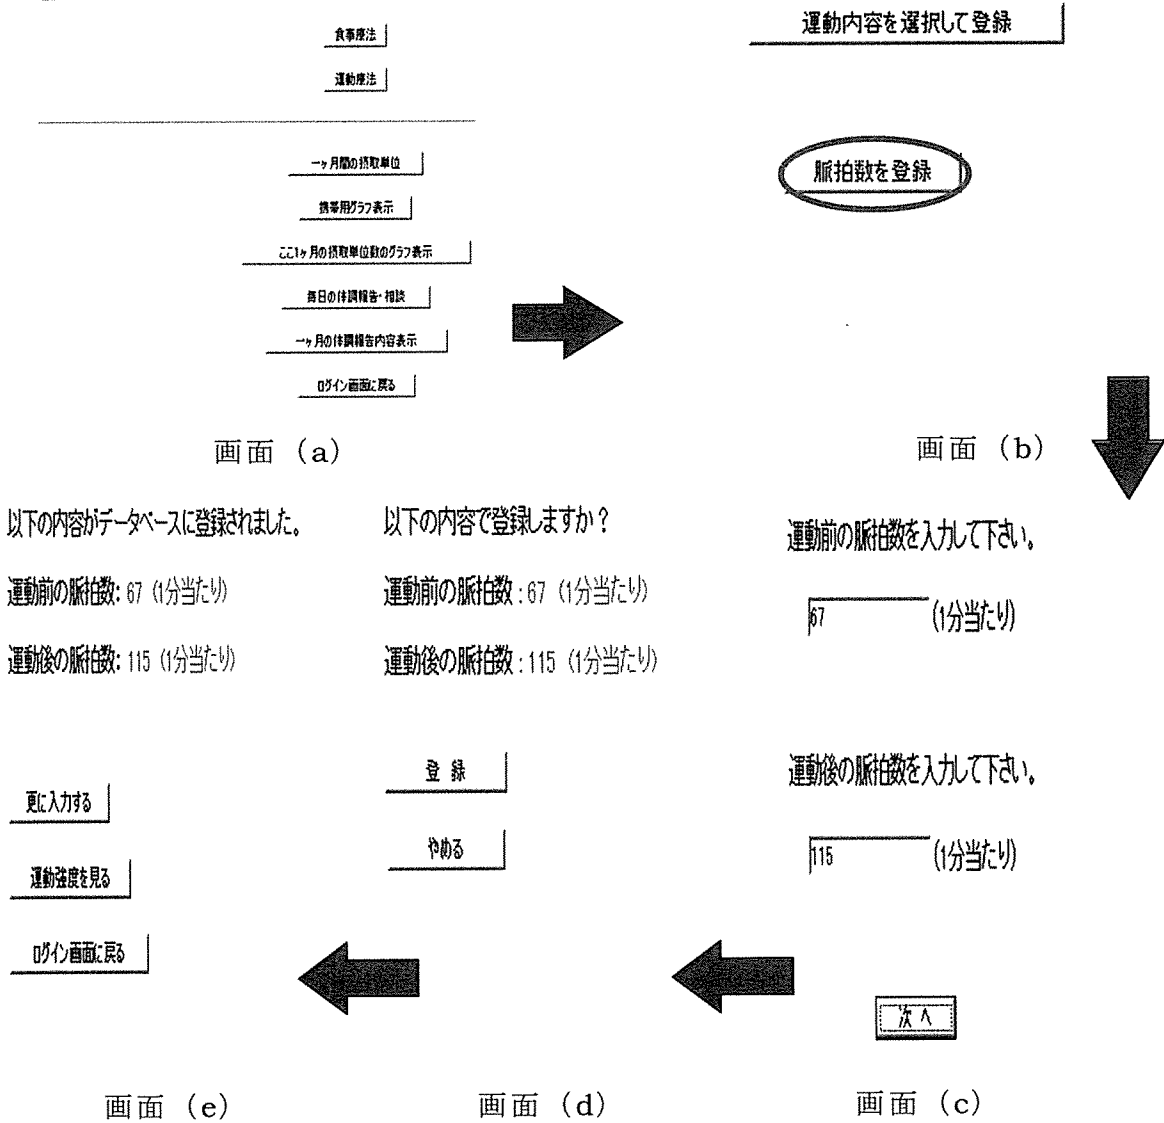 食事療法
運動療法
一ヶ月間の摂取単位
携帯用グラフ表示
ここ1ヶ月の摂取単位数のグラフ表示
毎日の体調報告・相談
一ヶ月の体調報告内容表示
ログイン画面に戻る
画面 (a)
運動内容を選択して登録
脈拍数を登録
画面 (b)
運動前の脈拍数を入力して下さい。
67 (1分当たり)
運動後の脈拍数を入力して下さい。
115 (1分当たり)
次へ
画面 (c)
以下の内容で登録しますか？
運動前の脈拍数:67 (1分当たり)
運動後の脈拍数:115 (1分当たり)
登 録
やめる
画面 (d)
以下の内容がデータベースに登録されました。
運動前の脈拍数: 67 (1分当たり)
運動後の脈拍数: 115 (1分当たり)
更に入力する
運動強度を見る
ログイン画面に戻る
画面 (e)